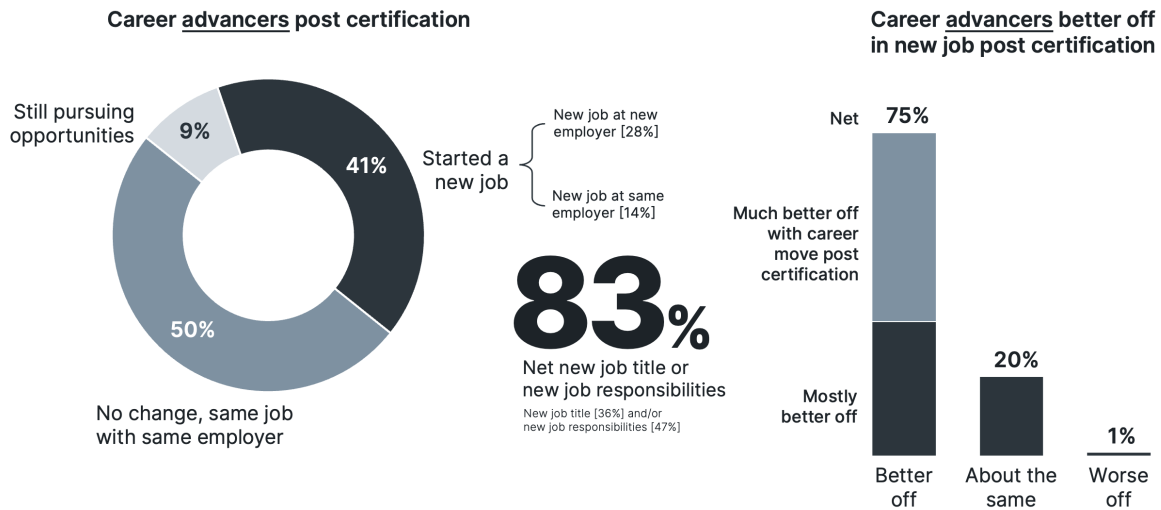 Career advancers post certification
Still pursuing
opportunities
9%
41%
50%
No change, same job
with same employer
Started a
new job
New job at new
employer [28%]
New job at same
employer [14%]
83%
Net new job title or
new job responsibilities
New job title [36%] and/or
new job responsibilities [47%]
Career advancers better off
in new job post certification
Net
75%
Much better off
with career
move post
certification
Mostly
better off
20%
1%
Better
off
About the
same
Worse
off